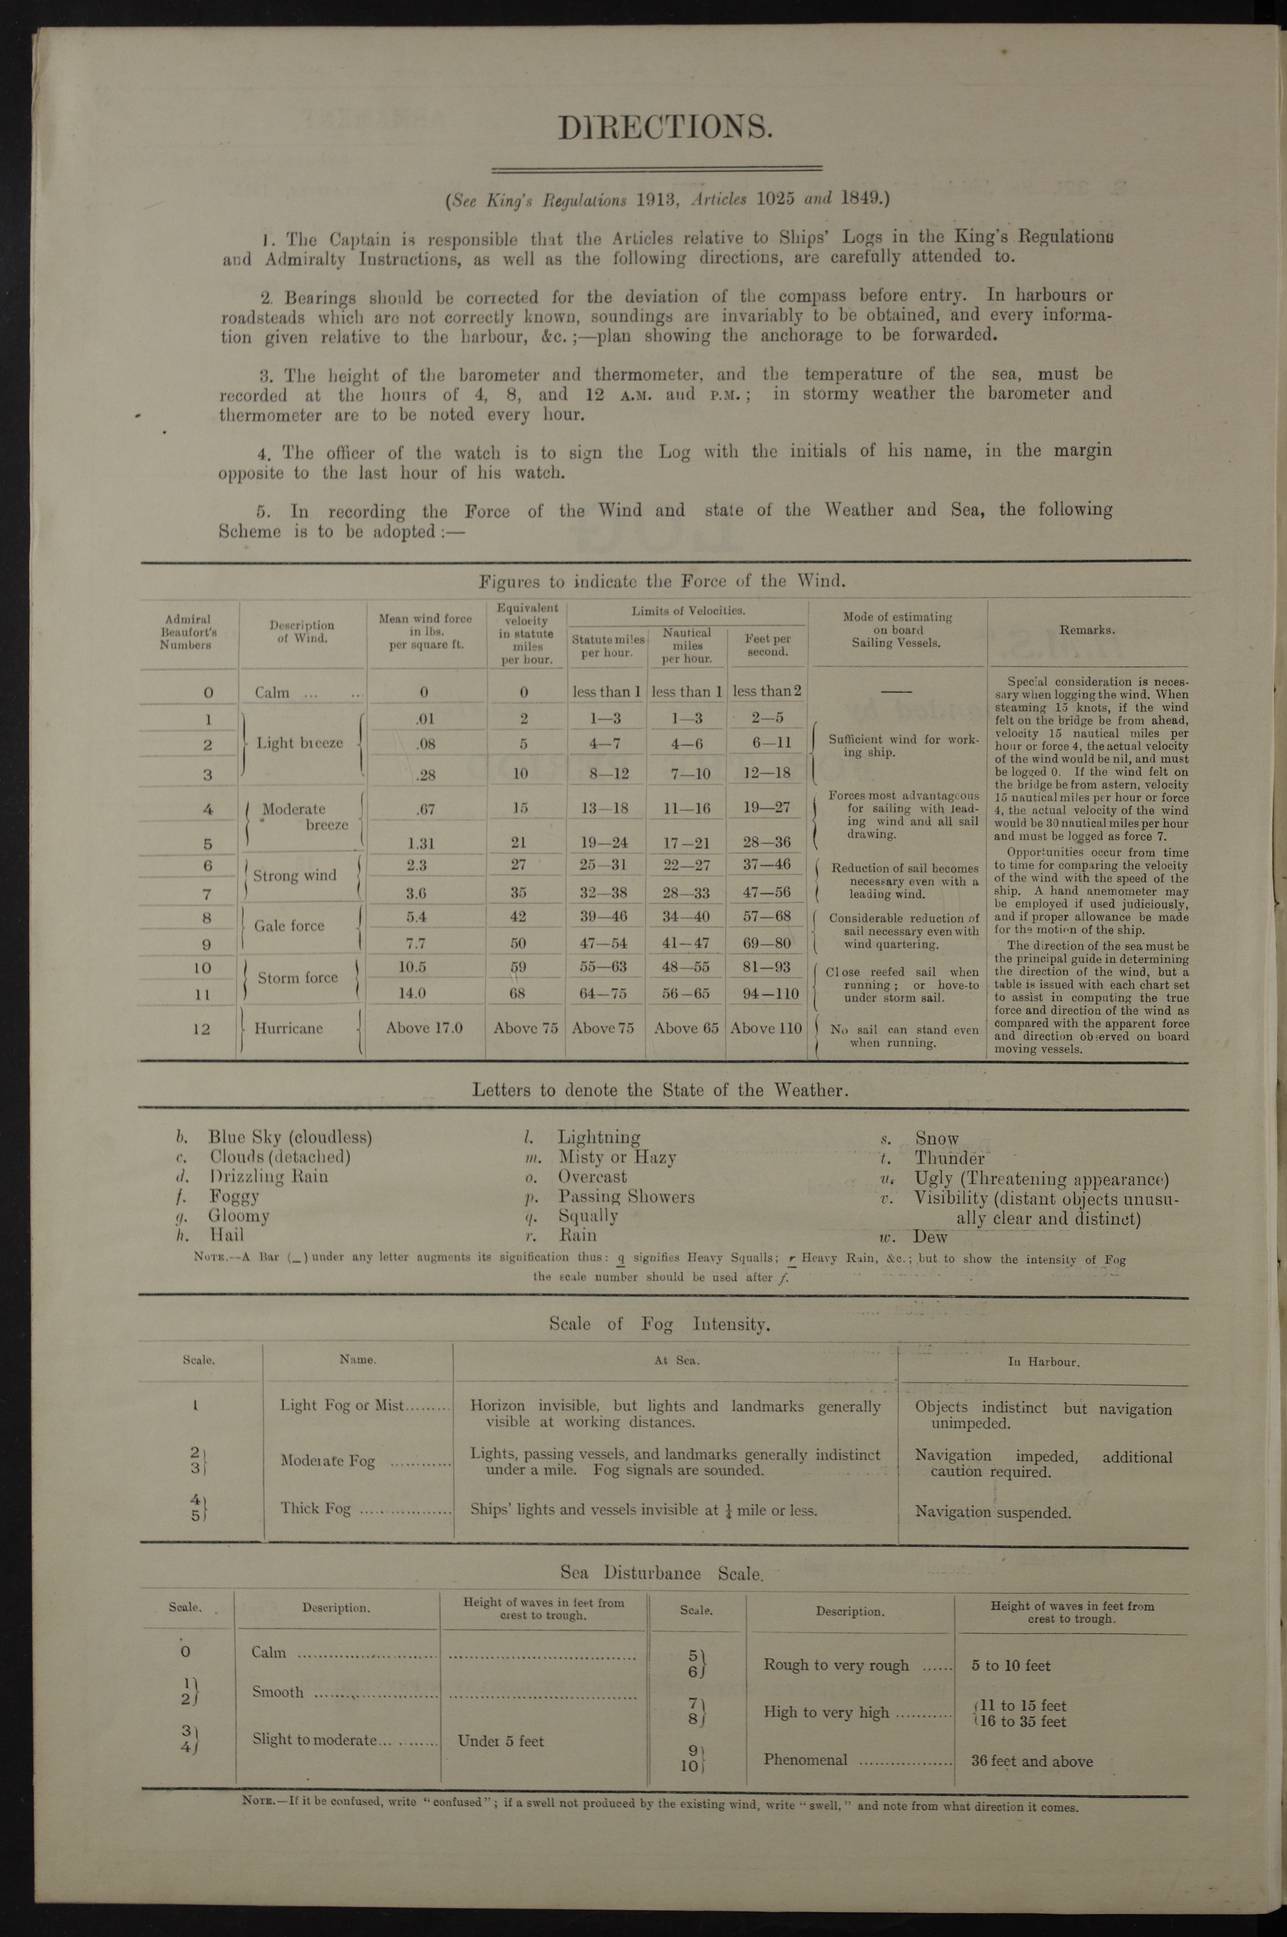 DIRECTIONS.
(See King's Regulations 1913, Articles 1025 and 1849.)
1. The Captain is responsible that the Articles relative to Ships' Logs in the King's Regulations
and Admiralty Instructions, as well as the following directions, are carefully attended to.
2. Bearings should be corrected for the deviation of the compass before entry. In harbours or
roadsteads which are not correctly known, soundings are invariably to be obtained, and every informa-
tion given relative to the harbour, &c.;—plan showing the anchorage to be forwarded.
3. The height of the barometer and thermometer, and the temperature of the sea, must be
recorded at the hours of 4, 8, and 12 A.M. and P.M.; in stormy weather the barometer and
thermometer are to be noted every hour.
4. The officer of the watch is to sign the Log with the initials of his name, in the margin
opposite to the last hour of his watch.
5. In recording the Force of the Wind and state of the Weather and Sea, the following
Scheme is to be adopted:—
Figures to indicate the Force of the Wind.
Admiral Beaufort's Numbers | Description of Wind. | Mean wind force in lbs. per square ft. | Equivalent velocity in statute miles per hour. | Limits of Velocities. Statute miles per hour. | Nautical miles per hour. | Feet per second. | Mode of estimating on board Sailing Vessels. | Remarks.
0 Calm ... ... 0 0 less than 1 less than 1 less than 2 ——
1 .01 2 1—3 1—3 2—5
2 Light breeze .08 5 4—7 4—6 6—11
3 .28 10 8—12 7—10 12—18
Sufficient wind for work-
ing ship.
4 Moderate .67 15 13—18 11—16 19—27
" breeze
5 1.31 21 19—24 17—21 28—36
Forces most advantageous
for sailing with lead-
ing wind and all sail
drawing.
6 Strong wind 2.3 27 25—31 22—27 37—46
7 3.6 35 32—38 28—33 47—56
Reduction of sail becomes
necessary even with a
leading wind.
8 Gale force 5.4 42 39—46 34—40 57—68
9 7.7 50 47—54 41—47 69—80
Considerable reduction of
sail necessary even with
wind quartering.
10 Storm force 10.5 59 55—63 48—55 81—93
11 14.0 68 64—75 56—65 94—110
Close reefed sail when
running; or hove-to
under storm sail.
12 Hurricane Above 17.0 Above 75 Above 75 Above 65 Above 110
No sail can stand even
when running.
Special consideration is neces-
sary when logging the wind. When
steaming 15 knots, if the wind
felt on the bridge be from ahead,
velocity 15 nautical miles per
hour or force 4, the actual velocity
of the wind would be nil, and must
be logged 0. If the wind felt on
the bridge be from astern, velocity
15 nautical miles per hour or force
4, the actual velocity of the wind
would be 30 nautical miles per hour
and must be logged as force 7.
Opportunities occur from time
to time for comparing the velocity
of the wind with the speed of the
ship. A hand anemometer may
be employed if used judiciously,
and if proper allowance be made
for the motion of the ship.
The direction of the sea must be
the principal guide in determining
the direction of the wind, but a
table is issued with each chart set
to assist in computing the true
force and direction of the wind as
compared with the apparent force
and direction observed on board
moving vessels.
Letters to denote the State of the Weather.
b. Blue Sky (cloudless)
c. Clouds (detached)
d. Drizzling Rain
f. Foggy
g. Gloomy
h. Hail
l. Lightning
m. Misty or Hazy
o. Overcast
p. Passing Showers
q. Squally
r. Rain
s. Snow
t. Thunder
u. Ugly (Threatening appearance)
v. Visibility (distant objects unusu-
ally clear and distinct)
w. Dew
NOTE.—A Bar (_) under any letter augments its signification thus: q signifies Heavy Squalls; r Heavy Rain, &c.; but to show the intensity of Fog
the scale number should be used after f.
Scale of Fog Intensity.
Scale. Name. At Sea. In Harbour.
1 Light Fog or Mist......... Horizon invisible, but lights and landmarks generally Objects indistinct but navigation
visible at working distances. unimpeded.
2 } Moderate Fog ............ Lights, passing vessels, and landmarks generally indistinct Navigation impeded, additional
3 } under a mile. Fog signals are sounded. caution required.
4 } Thick Fog .................. Ships' lights and vessels invisible at ¼ mile or less. Navigation suspended.
5 }
Sea Disturbance Scale.
Scale. Description. Height of waves in feet from crest to trough. Scale. Description. Height of waves in feet from crest to trough.
0 Calm ............................
1 } Smooth ............................
2 }
3 } Slight to moderate............ Under 5 feet
4 }
5 } Rough to very rough ...... 5 to 10 feet
6 }
7 } High to very high ............ { 11 to 15 feet
8 } { 16 to 35 feet
9 } Phenomenal .................. 36 feet and above
10 }
NOTE.—If it be confused, write "confused"; if a swell not produced by the existing wind, write "swell," and note from what direction it comes.